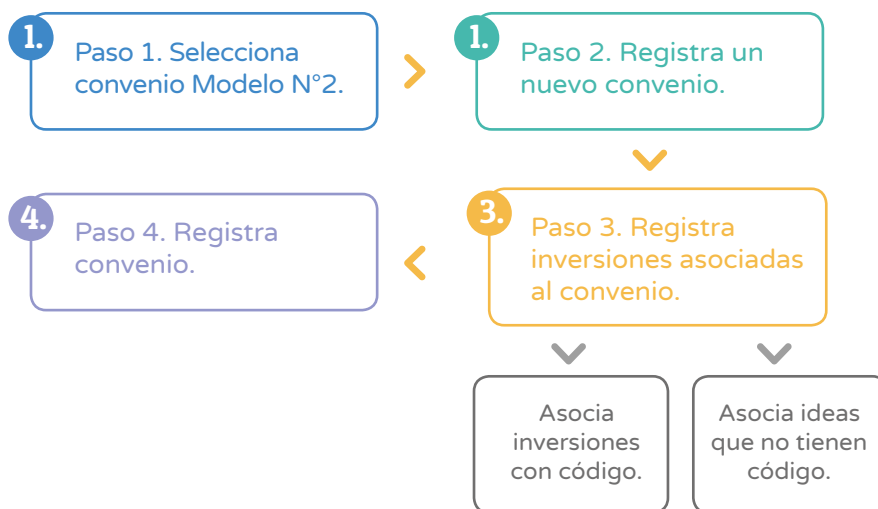 1.
Paso 1. Selecciona
convenio Modelo N°2.
1.
Paso 2. Registra un
nuevo convenio.
3.
Paso 3. Registra
inversiones asociadas
al convenio.
4.
Paso 4. Registra
convenio.
Asocia
inversiones
con código.
Asocia ideas
que no tienen
código.